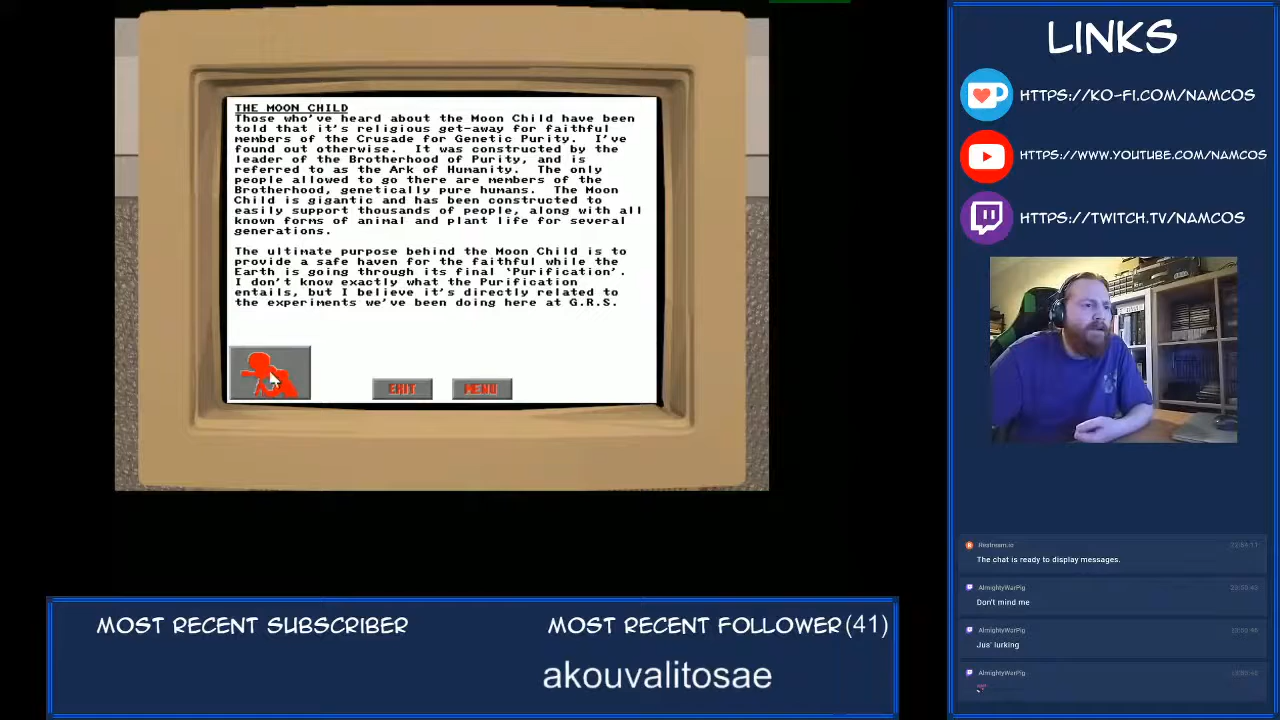 THE MOON CHILD
Those who've heard about the Moon Child have been
told that it's religious get-away for faithful
members of the Crusade for Genetic Purity. I've
found out otherwise. It was constructed by the
leader of the Brotherhood of Purity, and is
referred to as the Ark of Humanity. The only
people allowed to go there are members of the
Brotherhood, genetically pure humans. The Moon
Child is gigantic and has been constructed to
easily support thousands of people, along with all
known forms of animal and plant life for several
generations.
The ultimate purpose behind the Moon Child is to
provide a safe haven for the faithful while the
Earth is going through its final `Purification'.
I don't know exactly what the Purification
entails, but I believe it's directly related to
the experiments we've been doing here at G.R.S.
EXIT
MENU
LINKS
HTTPS://KO-FI.COM/NAMCOS
HTTPS://WWW.YOUTUBE.COM/NAMCOS
HTTPS://TWITCH.TV/NAMCOS
Restream.io
The chat is ready to display messages.
AlmightyWarPig
Don't mind me
AlmightyWarPig
Jus' lurking
AlmightyWarPig
MOST RECENT SUBSCRIBER
MOST RECENT FOLLOWER (41)
akouvalitosae